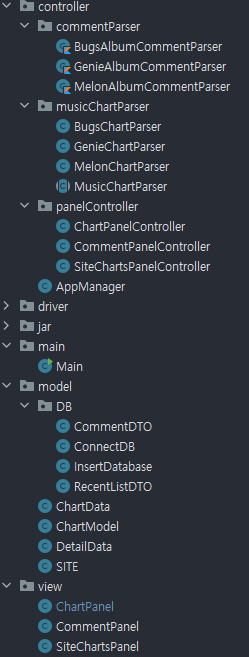 controller
commentParser
BugsAlbumCommentParser
GenieAlbumCommentParser
MelonAlbumCommentParser
musicChartParser
BugsChartParser
GenieChartParser
MelonChartParser
MusicChartParser
panelController
ChartPanelController
CommentPanelController
SiteChartsPanelController
AppManager
driver
jar
main
Main
model
DB
CommentDTO
ConnectDB
InsertDatabase
RecentListDTO
ChartData
ChartModel
DetailData
SITE
view
ChartPanel
CommentPanel
SiteChartsPanel